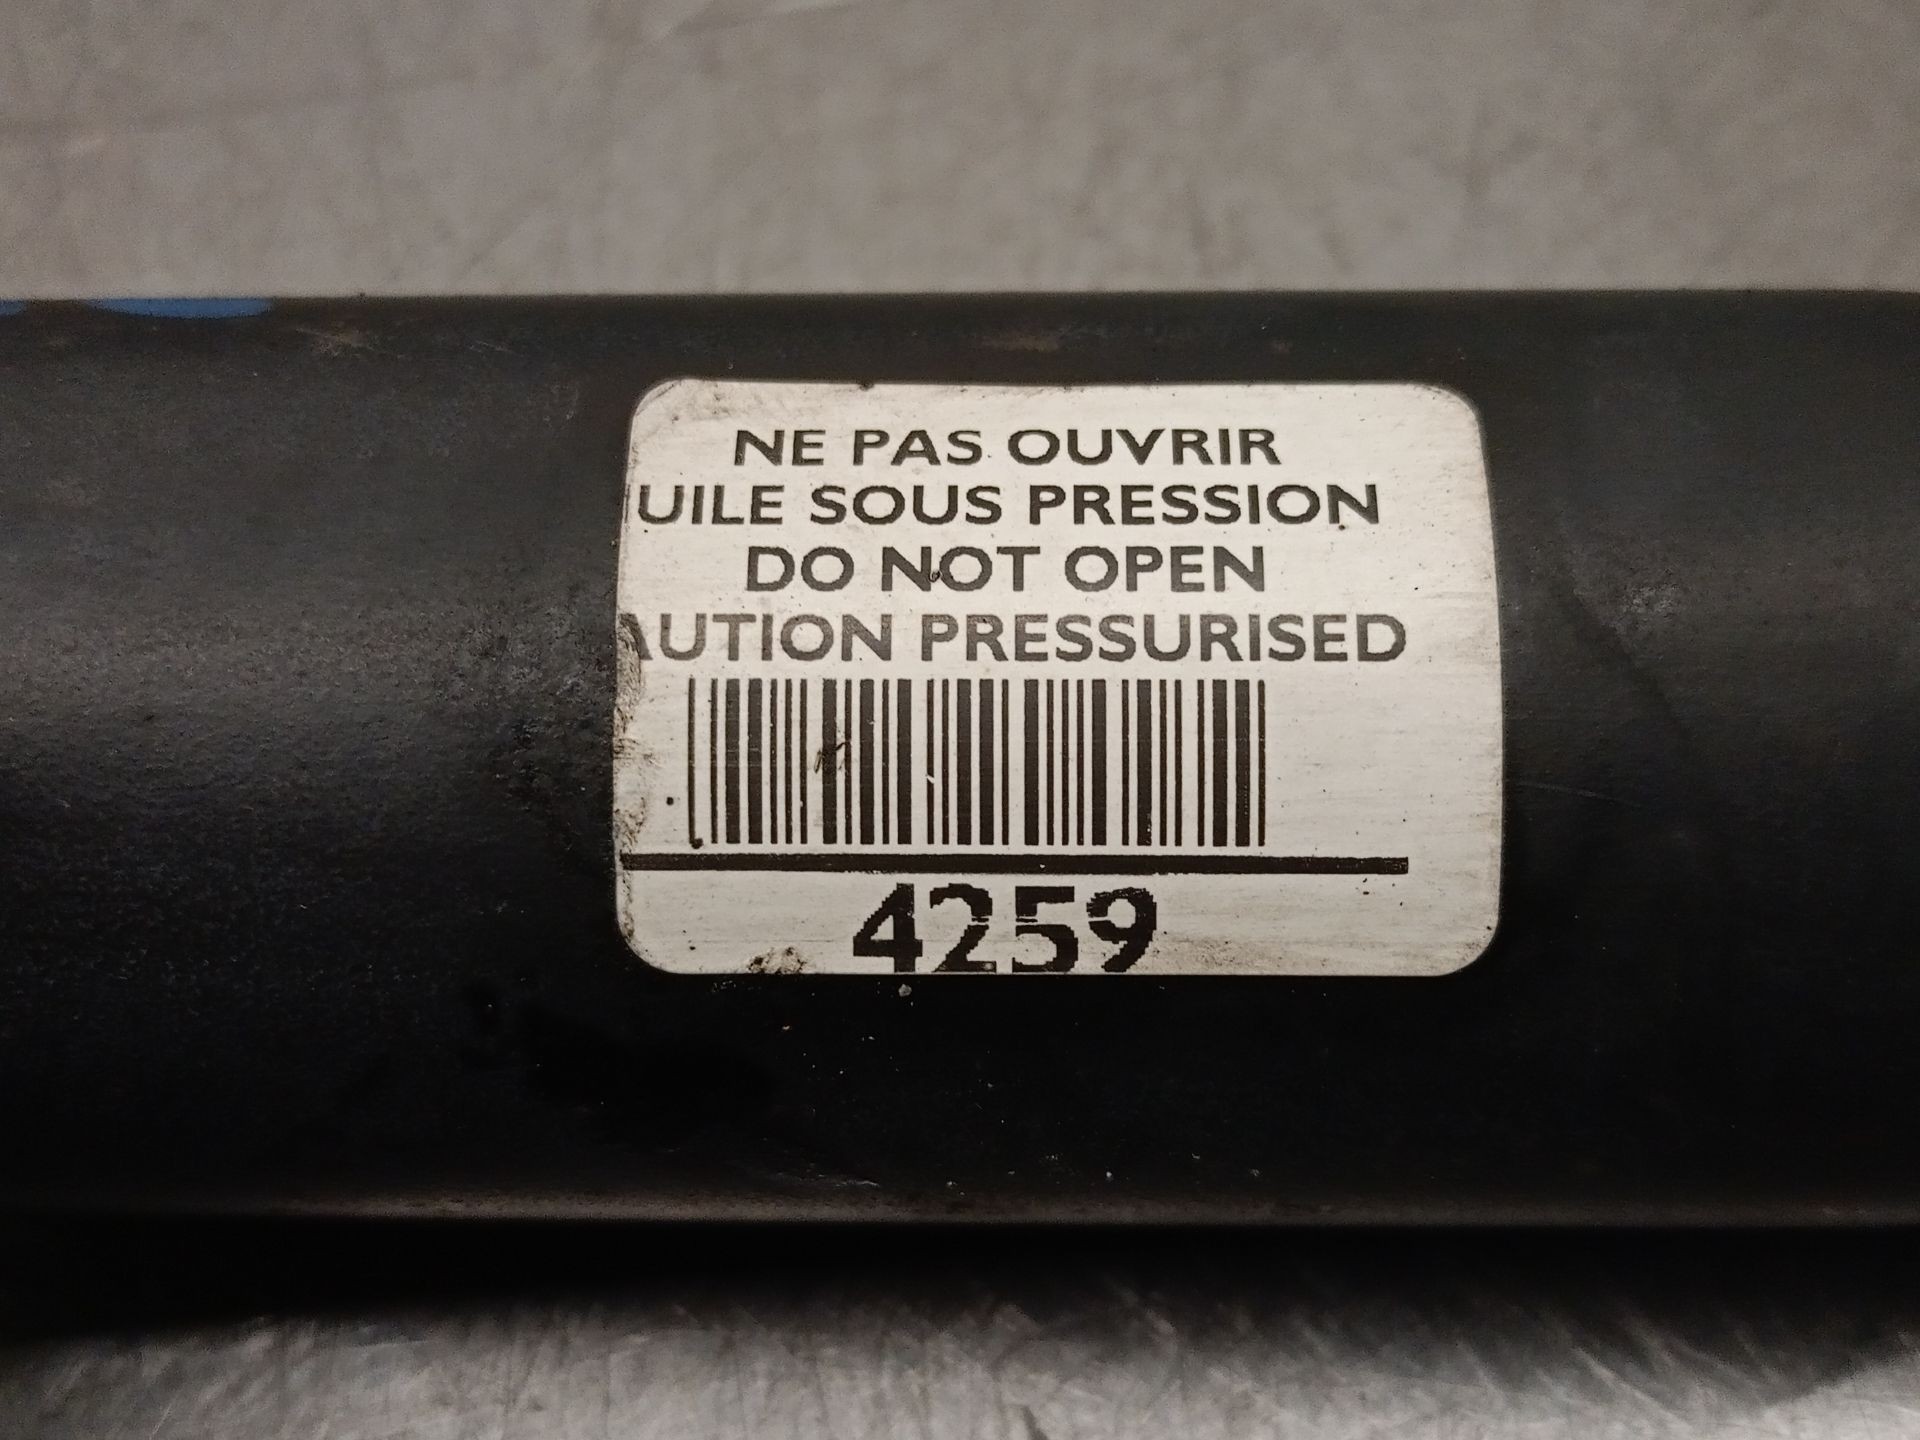 NE PAS OUVRIR
UILE SOUS PRESSION
DO NOT OPEN
AUTION PRESSURISED
4259